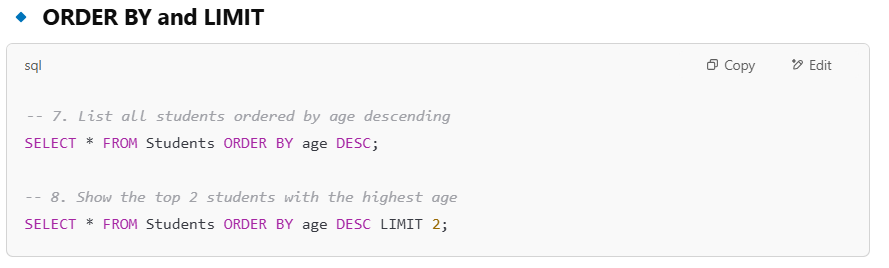 ORDER BY and LIMIT
sql Copy Edit
-- 7. List all students ordered by age descending
SELECT * FROM Students ORDER BY age DESC;
-- 8. Show the top 2 students with the highest age
SELECT * FROM Students ORDER BY age DESC LIMIT 2;